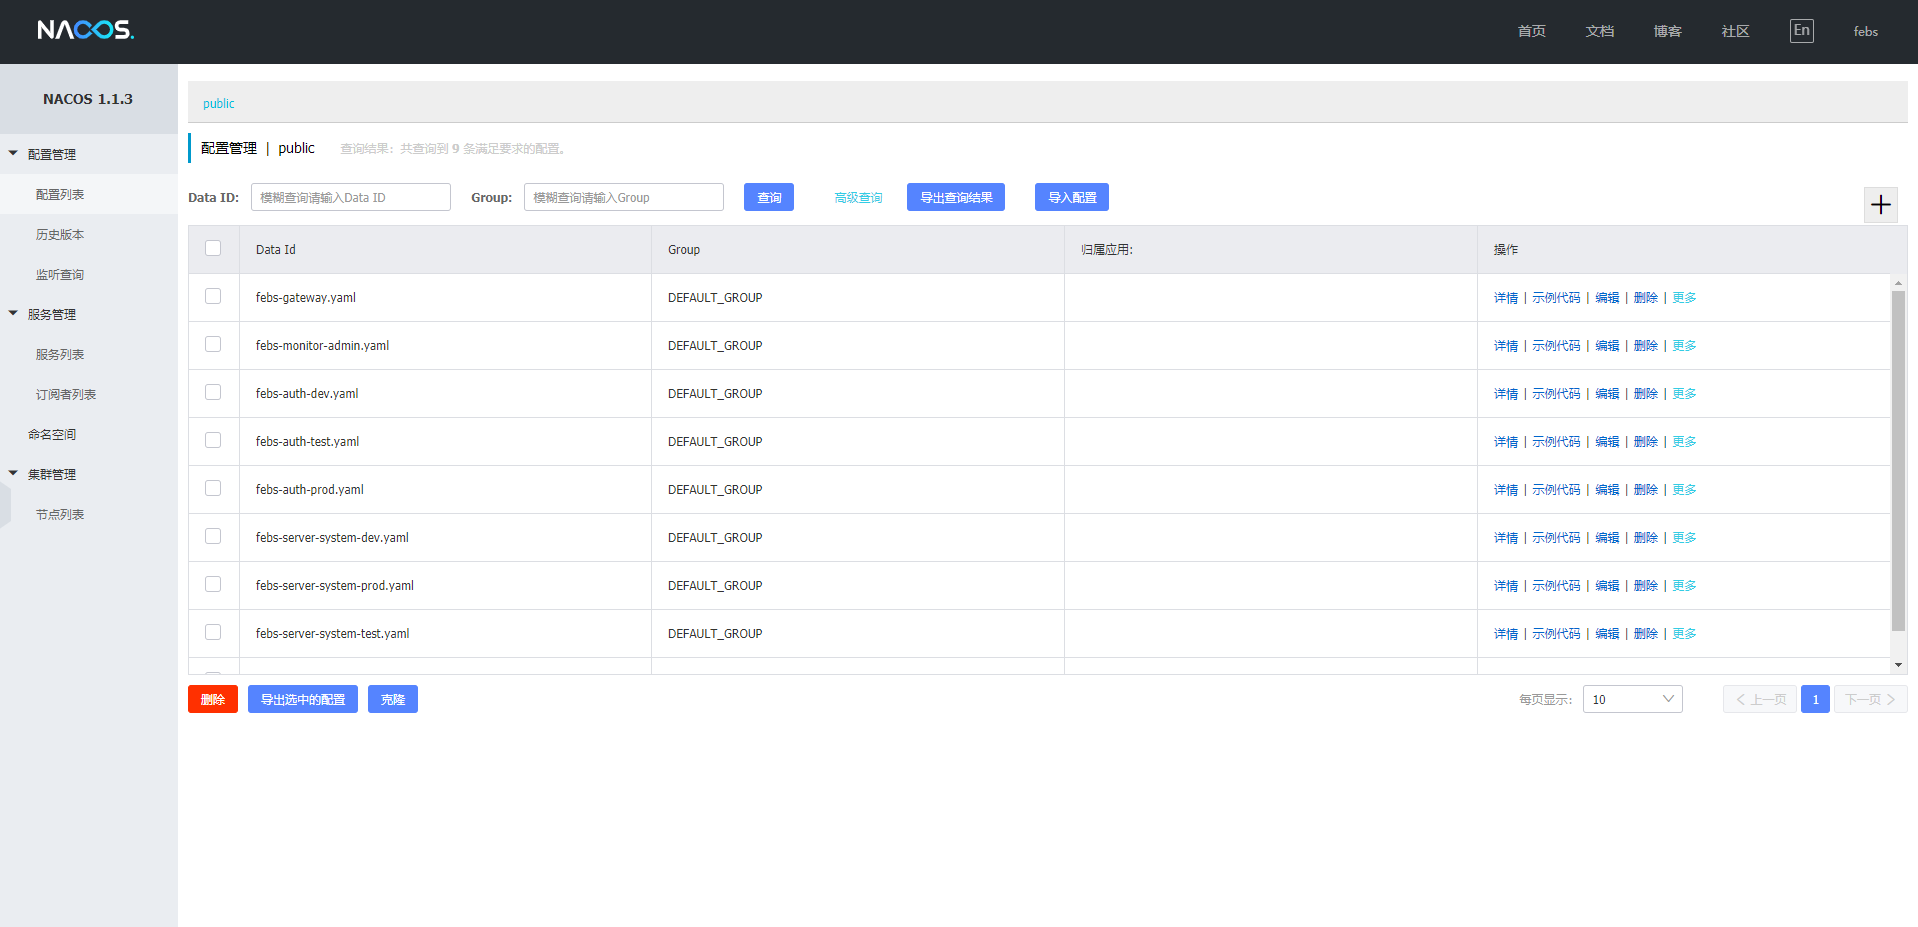 NACOS.
首页 文档 博客 社区 En febs
NACOS 1.1.3
配置管理
配置列表
历史版本
监听查询
服务管理
服务列表
订阅者列表
命名空间
集群管理
节点列表
public
配置管理 | public 查询结果：共查询到 9 条满足要求的配置。
Data ID: 模糊查询请输入Data ID Group: 模糊查询请输入Group 查询 高级查询 导出查询结果 导入配置
Data Id Group 归属应用: 操作
febs-gateway.yaml DEFAULT_GROUP 详情 | 示例代码 | 编辑 | 删除 | 更多
febs-monitor-admin.yaml DEFAULT_GROUP 详情 | 示例代码 | 编辑 | 删除 | 更多
febs-auth-dev.yaml DEFAULT_GROUP 详情 | 示例代码 | 编辑 | 删除 | 更多
febs-auth-test.yaml DEFAULT_GROUP 详情 | 示例代码 | 编辑 | 删除 | 更多
febs-auth-prod.yaml DEFAULT_GROUP 详情 | 示例代码 | 编辑 | 删除 | 更多
febs-server-system-dev.yaml DEFAULT_GROUP 详情 | 示例代码 | 编辑 | 删除 | 更多
febs-server-system-prod.yaml DEFAULT_GROUP 详情 | 示例代码 | 编辑 | 删除 | 更多
febs-server-system-test.yaml DEFAULT_GROUP 详情 | 示例代码 | 编辑 | 删除 | 更多
删除 导出选中的配置 克隆 每页显示: 10 上一页 1 下一页